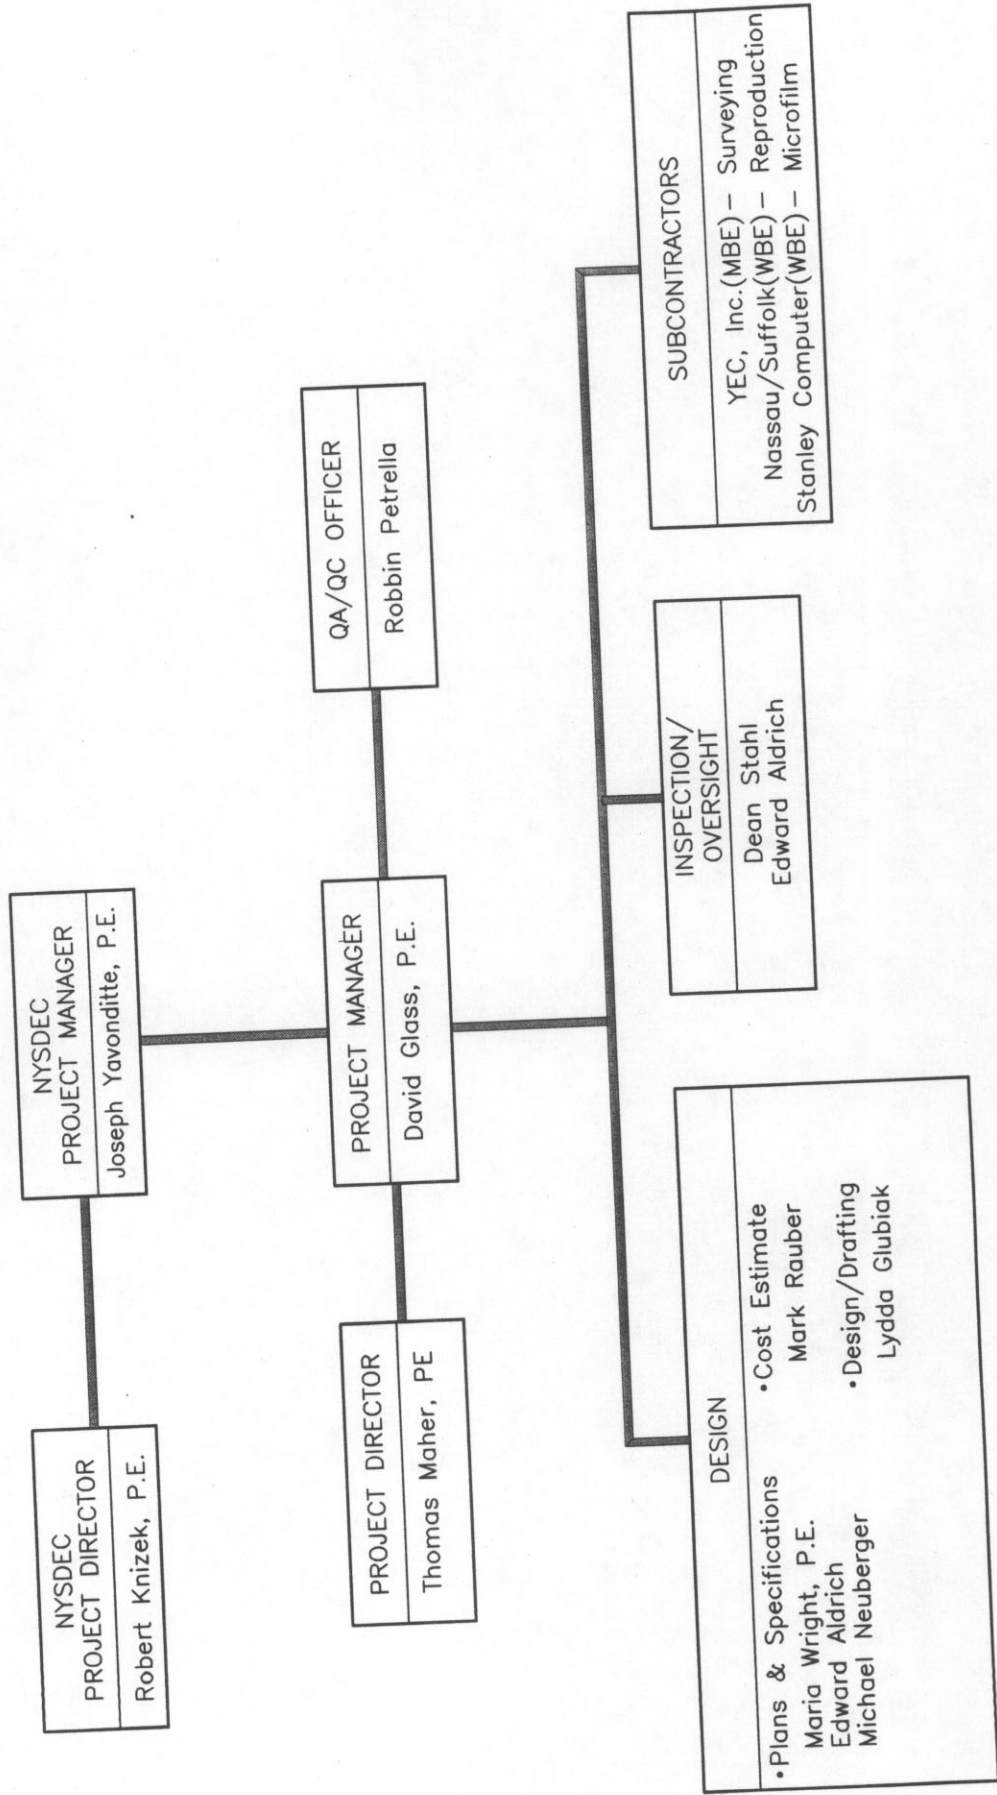 NYSDEC
PROJECT DIRECTOR
Robert Knizek, P.E.
NYSDEC
PROJECT MANAGER
Joseph Yavonditte, P.E.
PROJECT DIRECTOR
Thomas Maher, PE
PROJECT MANAGER
David Glass, P.E.
QA/QC OFFICER
Robbin Petrella
DESIGN
•Plans & Specifications
Maria Wright, P.E.
Edward Aldrich
Michael Neuberger
•Cost Estimate
Mark Rauber
•Design/Drafting
Lydda Glubiak
INSPECTION/
OVERSIGHT
Dean Stahl
Edward Aldrich
SUBCONTRACTORS
YEC, Inc.(MBE)– Surveying
Nassau/Suffolk(WBE)– Reproduction
Stanley Computer(WBE)– Microfilm